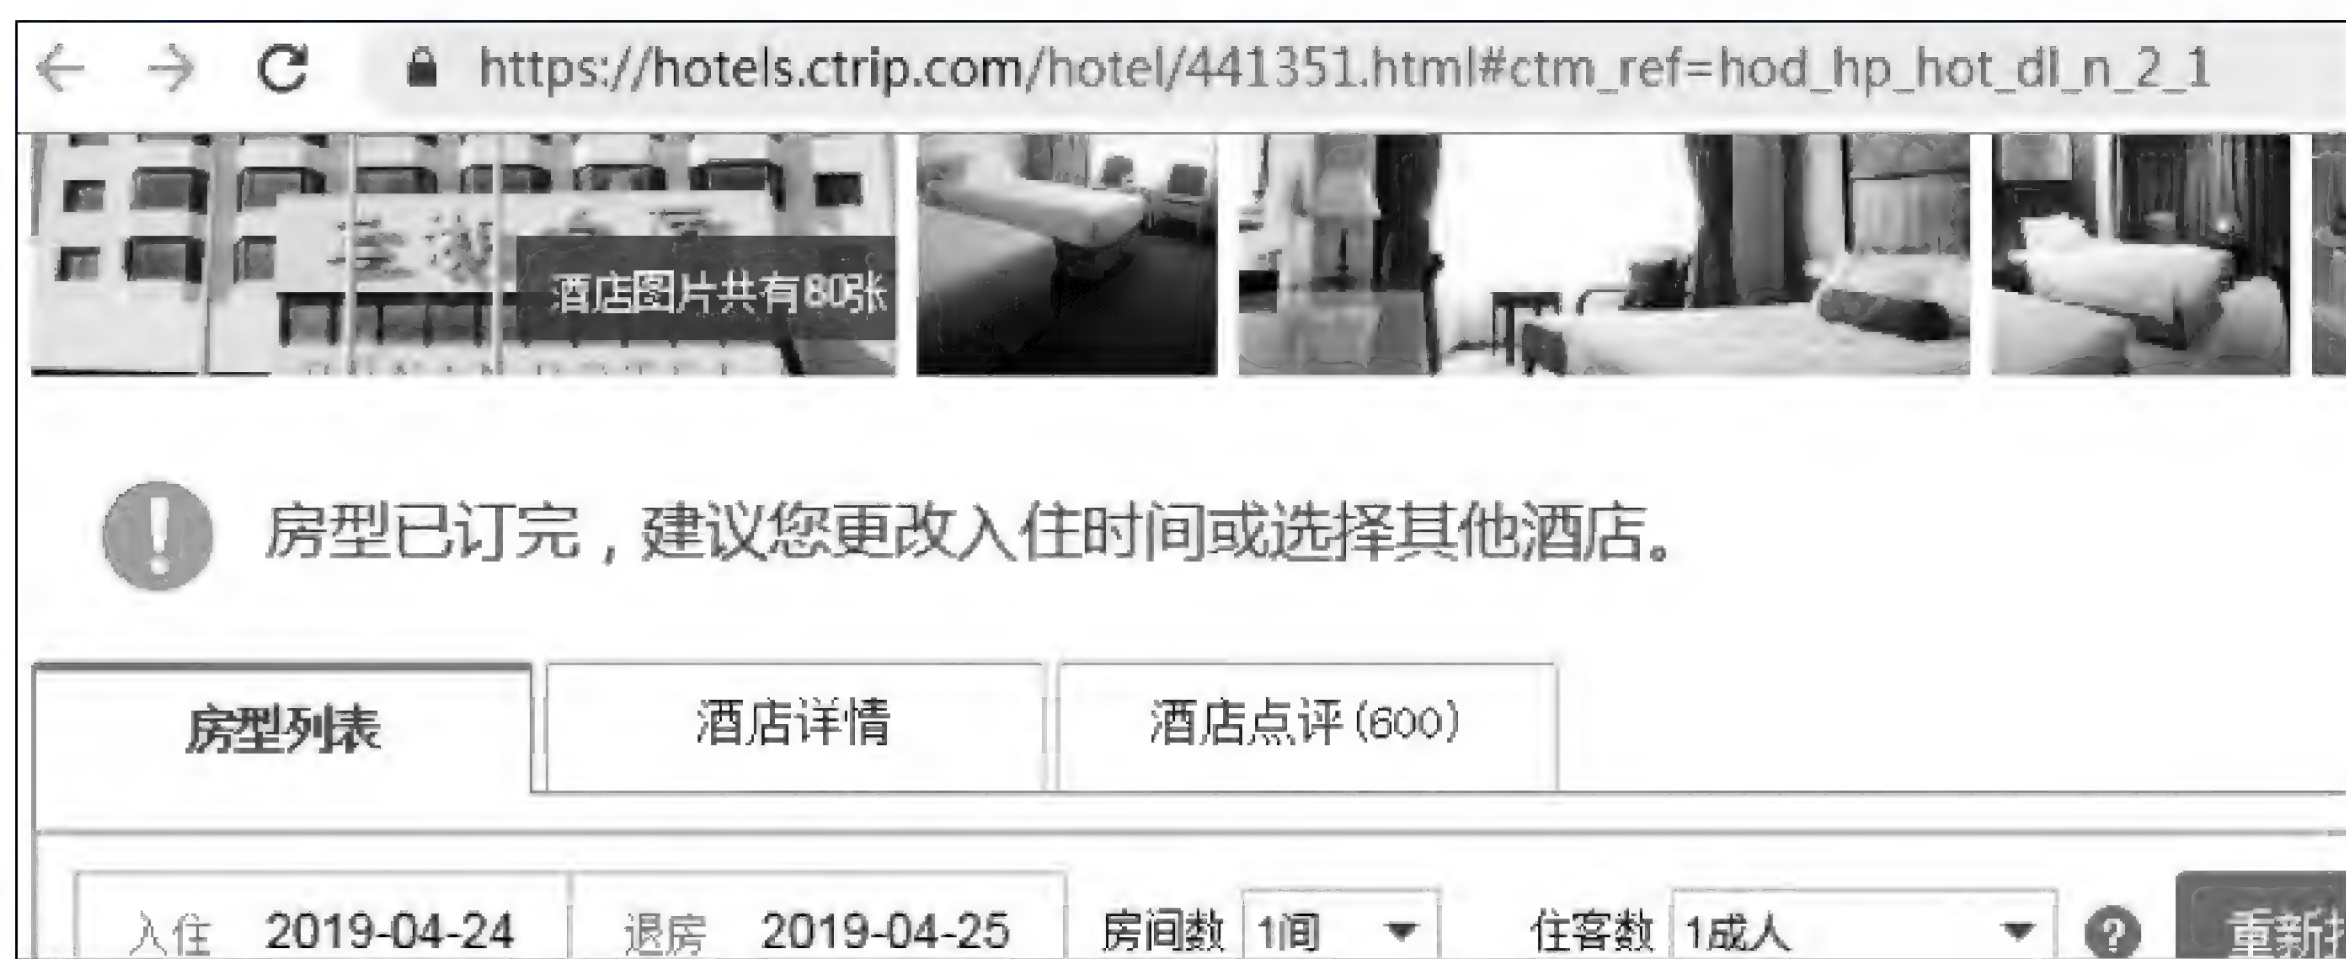 https://hotels.ctrip.com/hotel/441351.html#ctm_ref=hod_hp_hot_dl_n_2_1
酒店图片共有80张
房型已订完，建议您更改入住时间或选择其他酒店。
房型列表 酒店详情 酒店点评(600)
入住 2019-04-24 退房 2019-04-25 房间数 1间 住客数 1成人 ? 重新